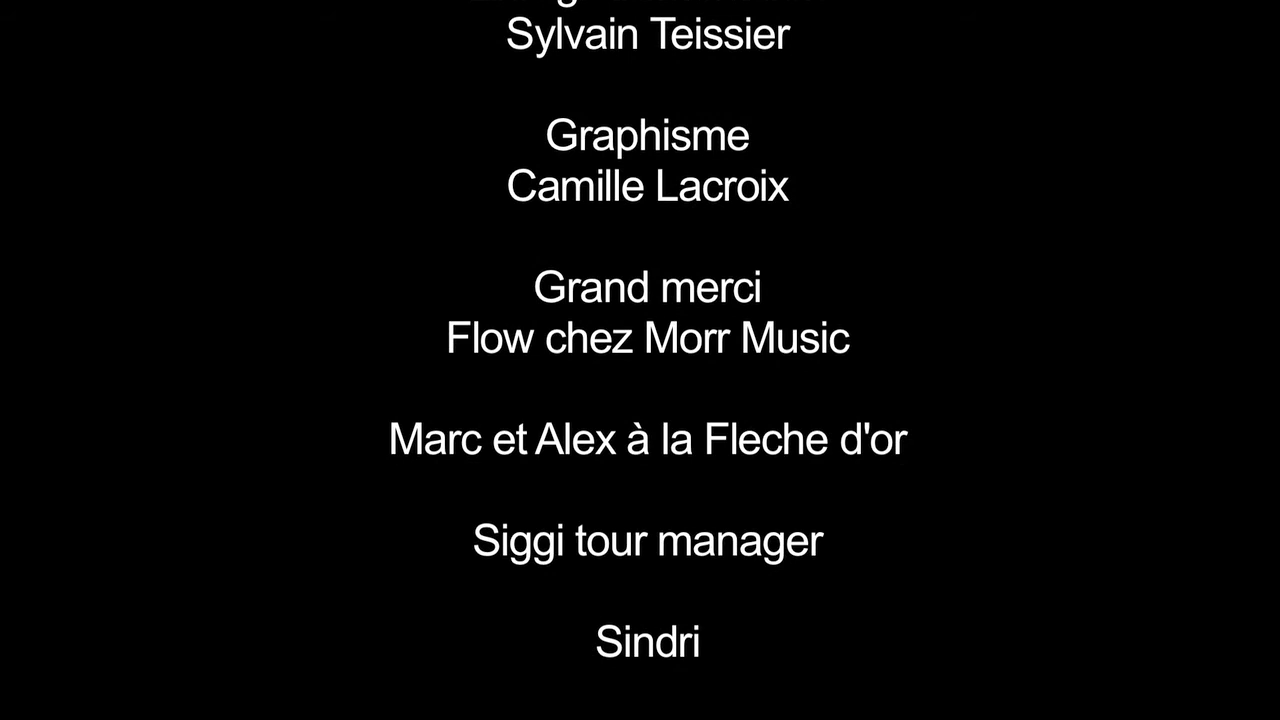 Sylvain Teissier
Graphisme
Camille Lacroix
Grand merci
Flow chez Morr Music
Marc et Alex à la Fleche d'or
Siggi tour manager
Sindri